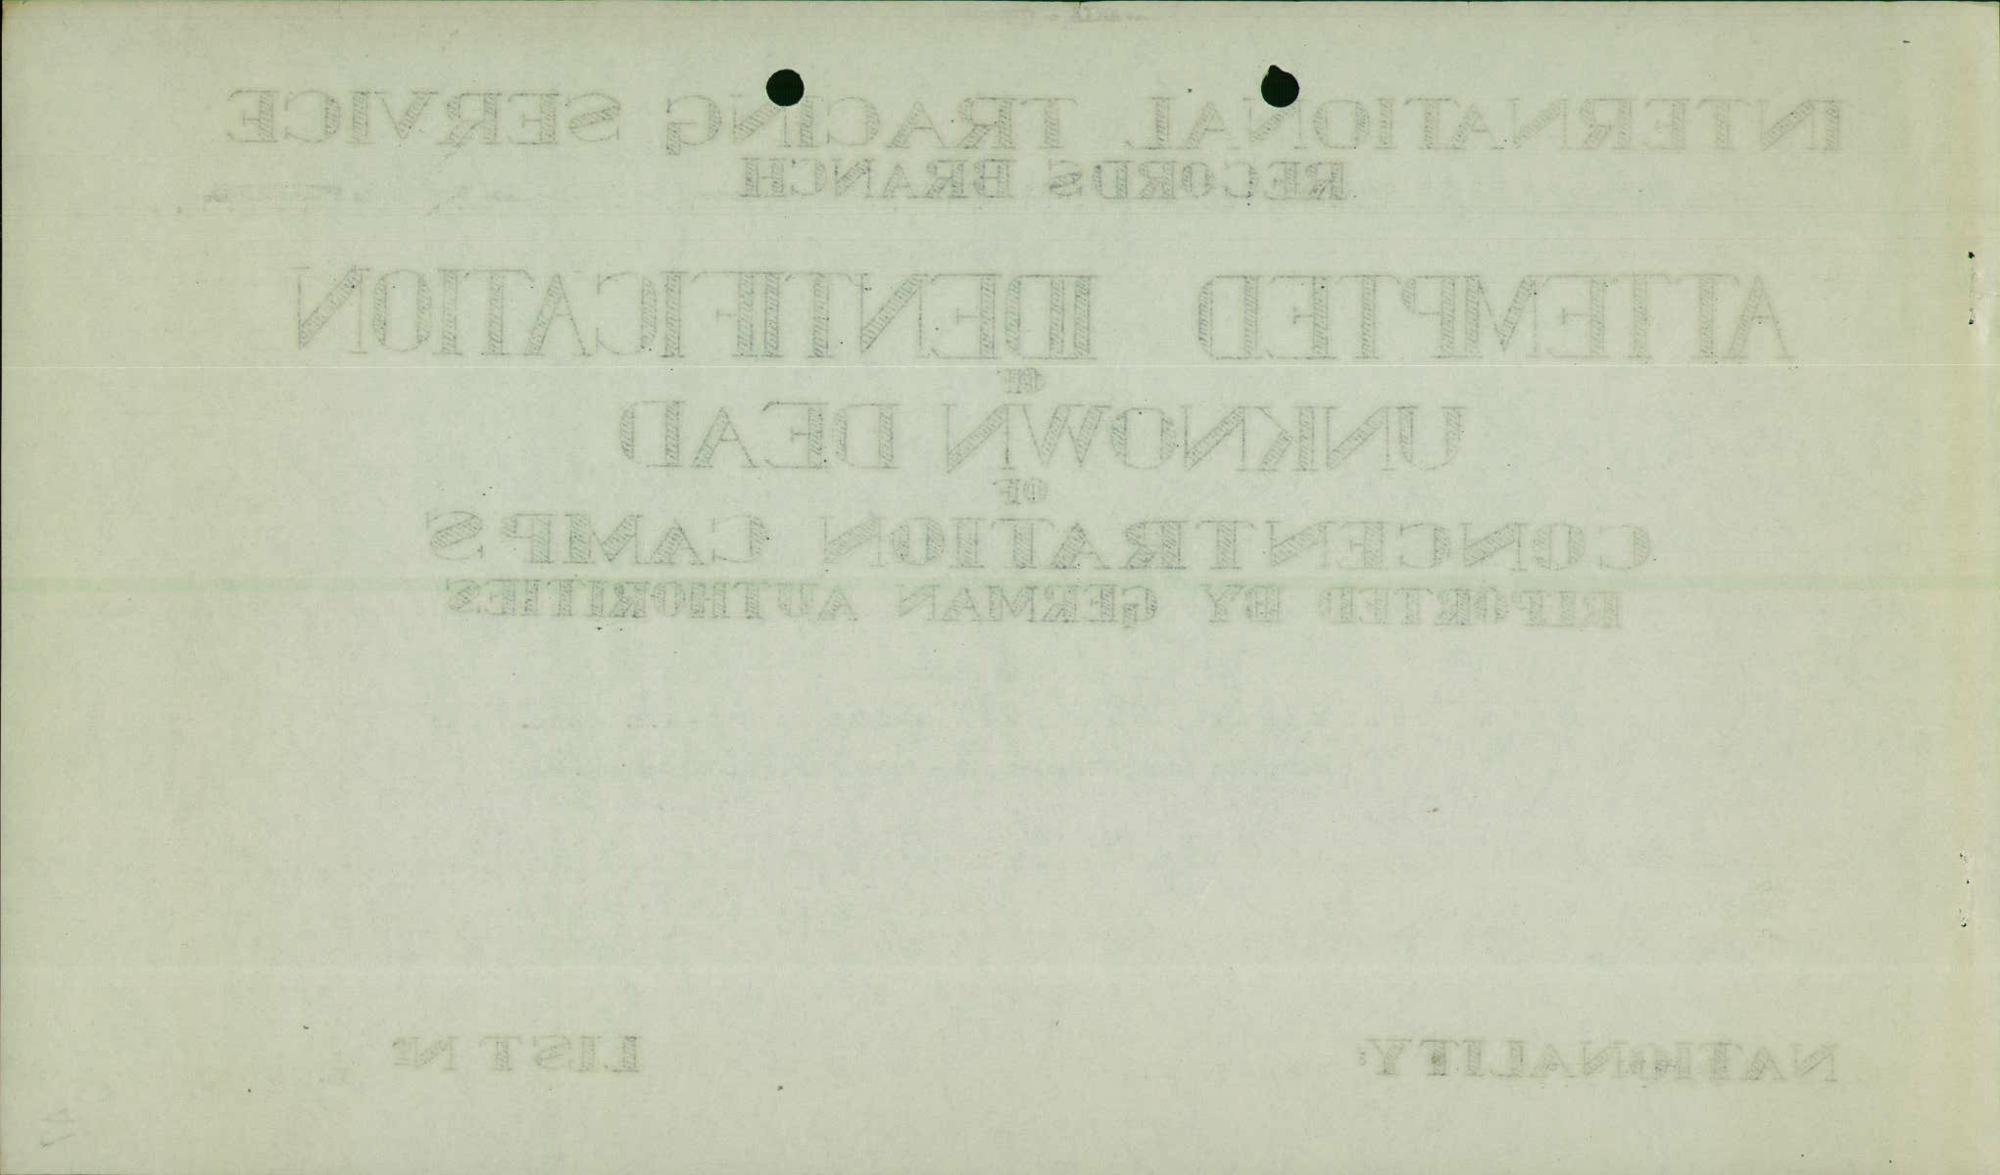 INTERNATIONAL TRACING SERVICE
RECORDS BRANCH
ATTEMPTED IDENTIFICATION
OF
UNKNOWN DEAD
OF
CONCENTRATION CAMPS
REPORTED BY GERMAN AUTHORITIES
NATIONALITY: LIST Nº